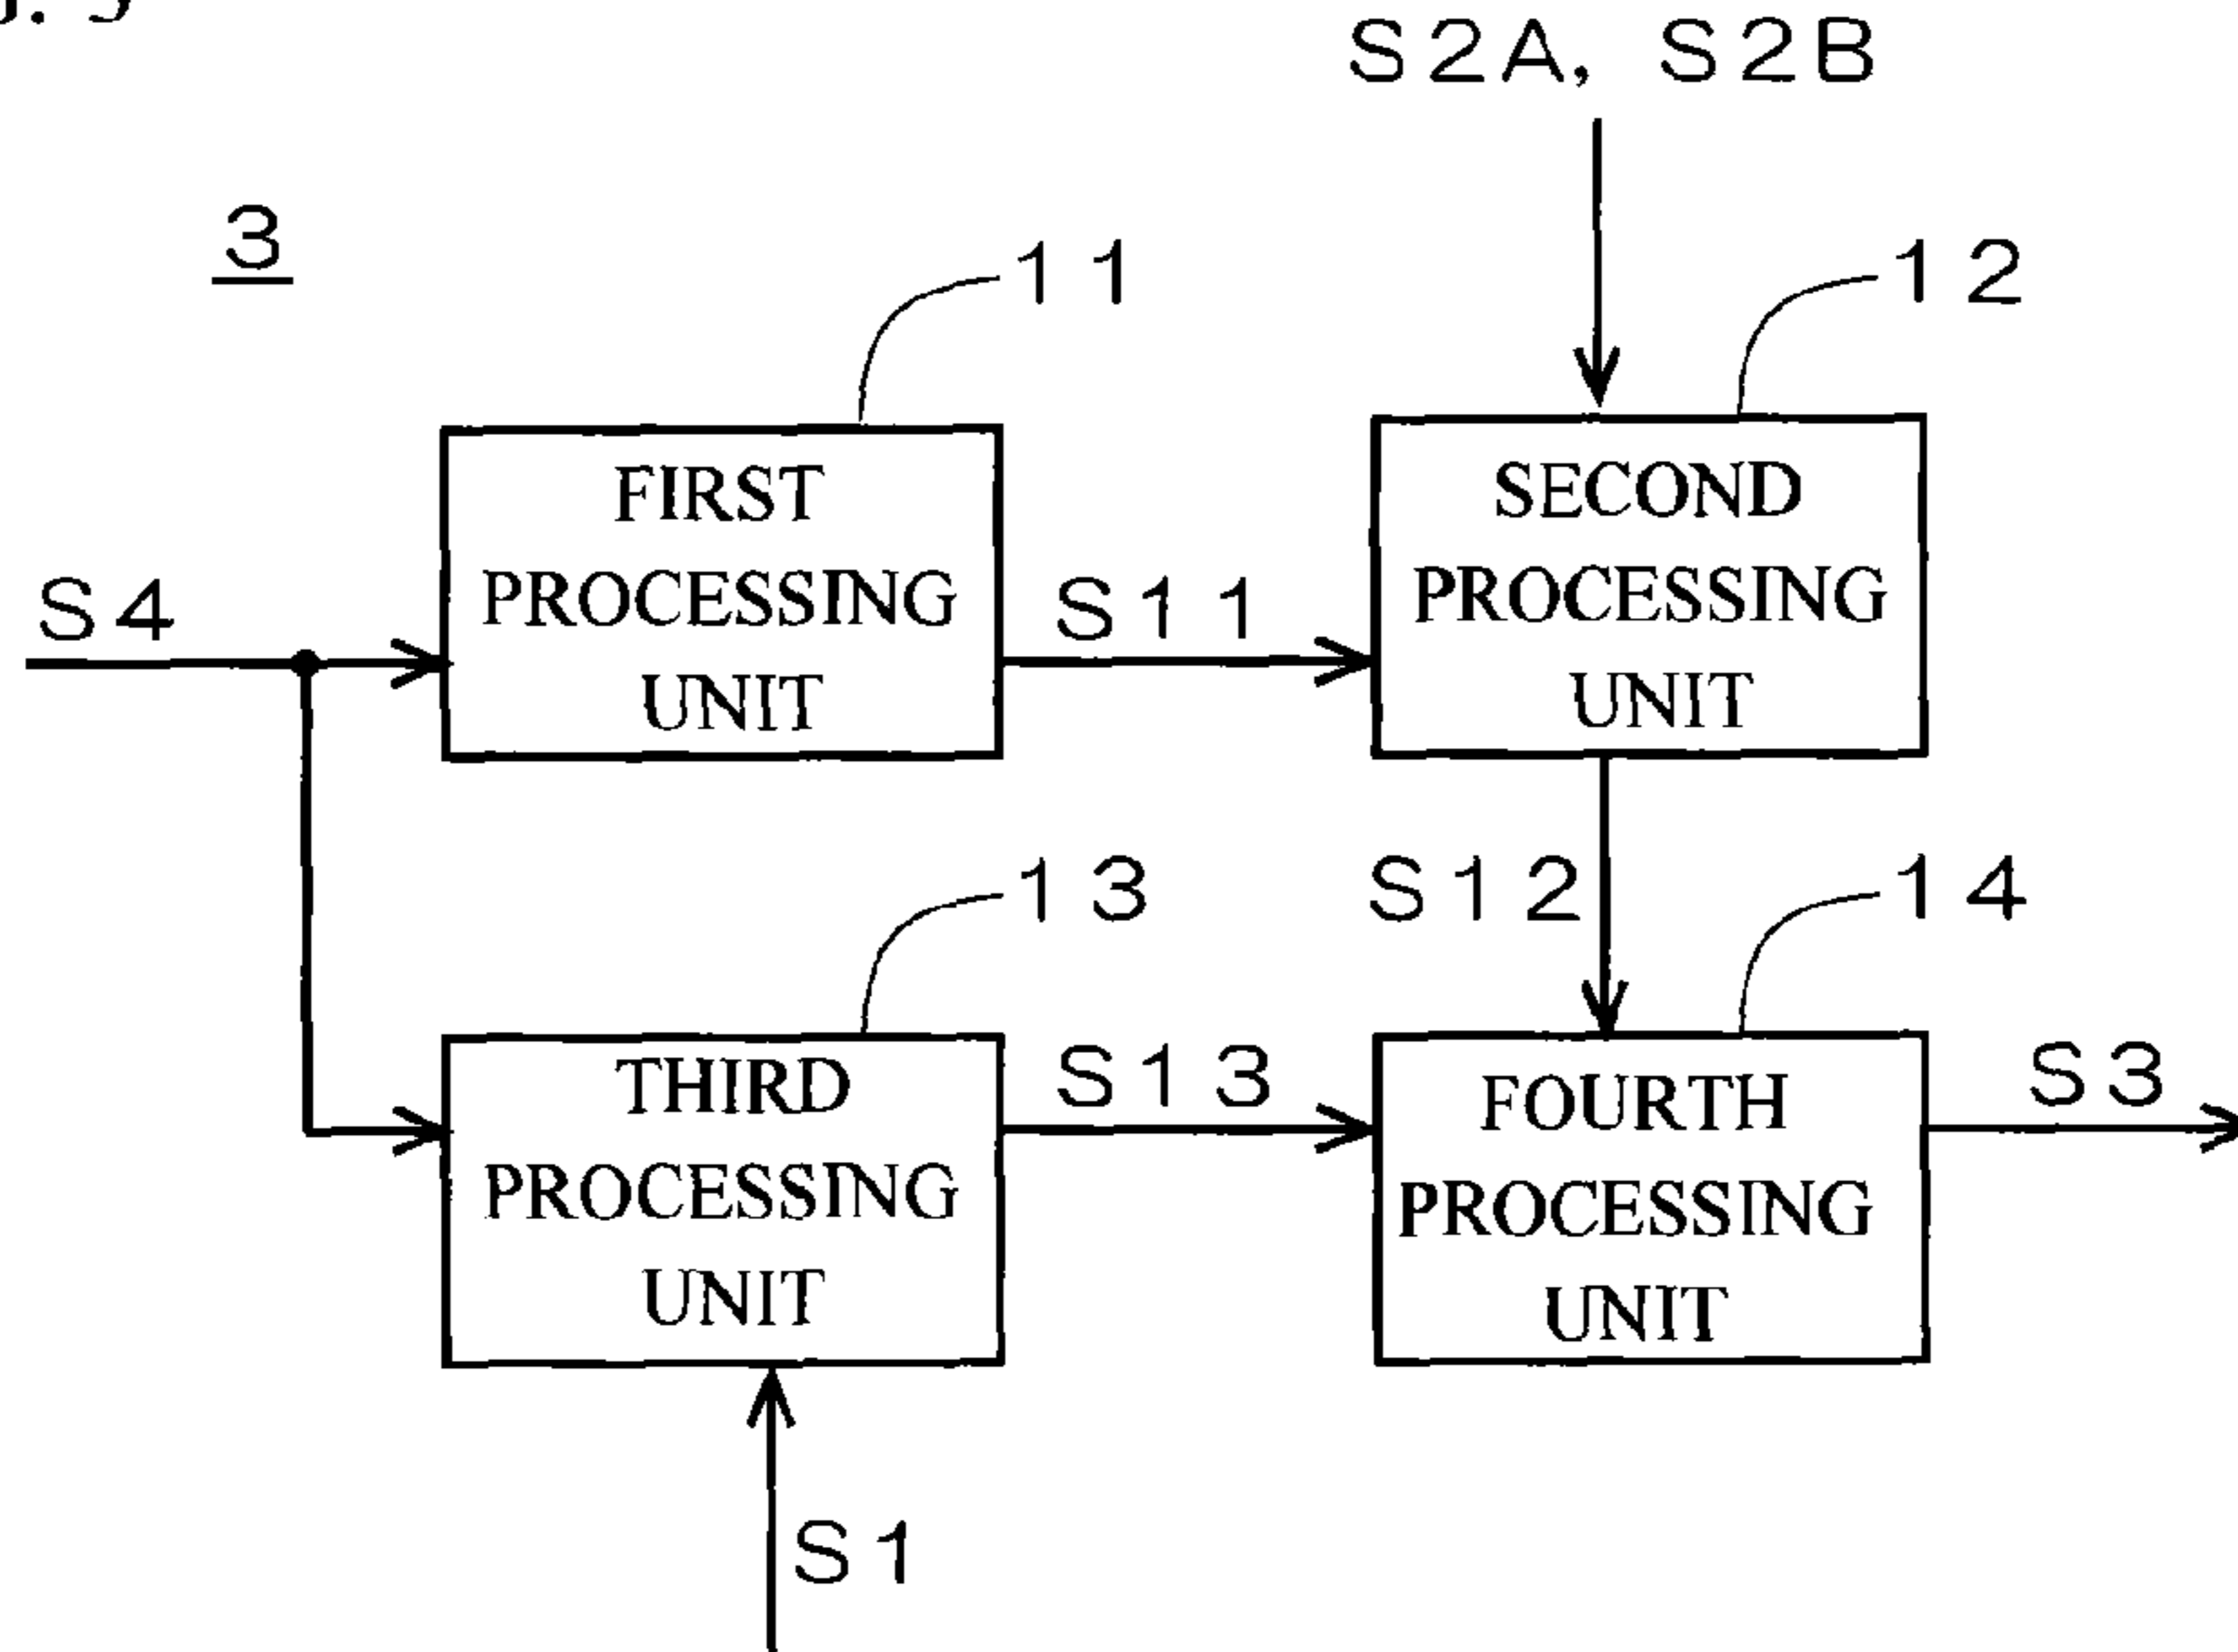 S2A, S2B
3
11
12
FIRST
PROCESSING
UNIT
SECOND
PROCESSING
UNIT
S4
S11
S12
13
14
THIRD
PROCESSING
UNIT
S13
FOURTH
PROCESSING
UNIT
S3
S1